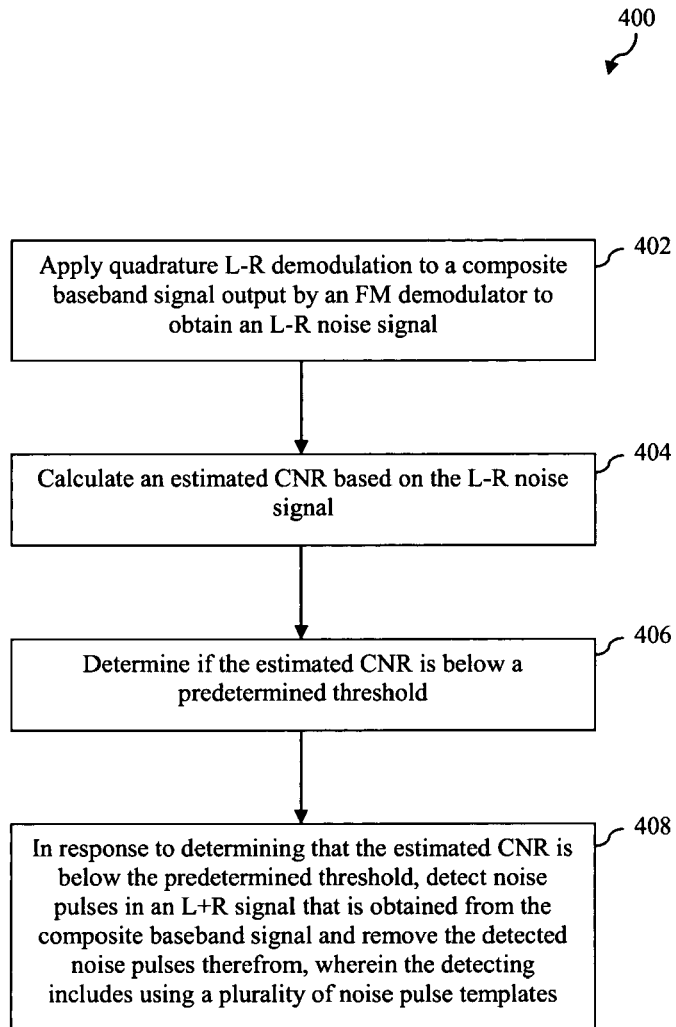 400
402
Apply quadrature L-R demodulation to a composite
baseband signal output by an FM demodulator to
obtain an L-R noise signal
404
Calculate an estimated CNR based on the L-R noise
signal
406
Determine if the estimated CNR is below a
predetermined threshold
408
In response to determining that the estimated CNR is
below the predetermined threshold, detect noise
pulses in an L+R signal that is obtained from the
composite baseband signal and remove the detected
noise pulses therefrom, wherein the detecting
includes using a plurality of noise pulse templates